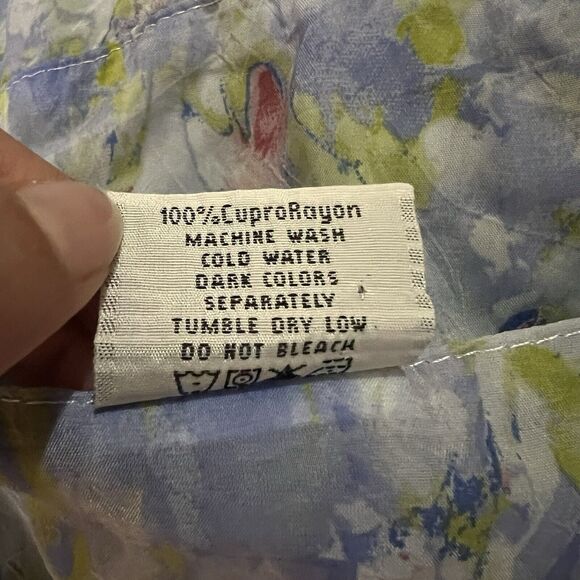 100%CuproRayon
MACHINE WASH
COLD WATER
DARK COLORS
SEPARATELY
TUMBLE DRY LOW
DO NOT BLEACH